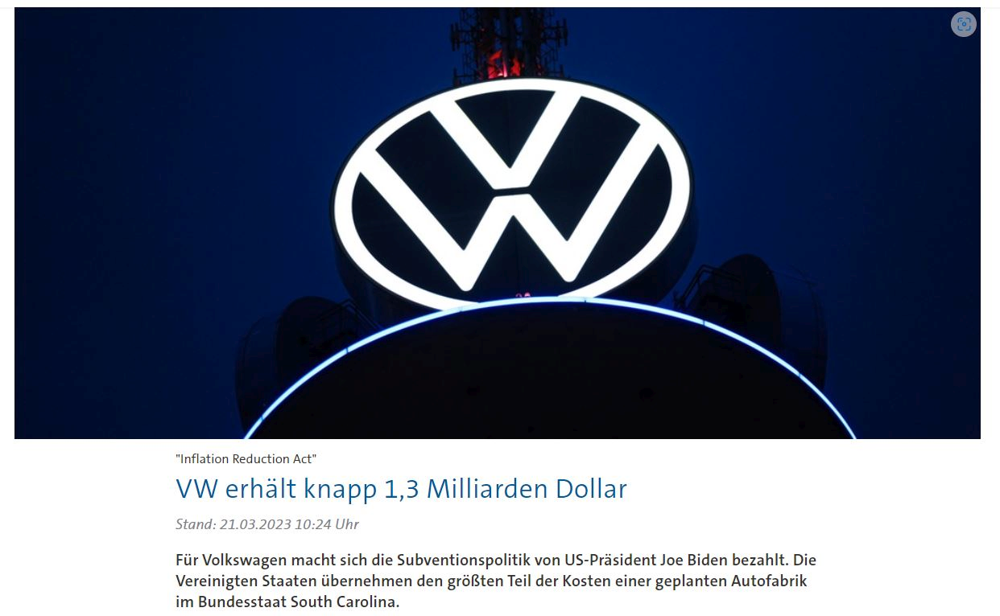 VW
"Inflation Reduction Act"
VW erhält knapp 1,3 Milliarden Dollar
Stand: 21.03.2023 10:24 Uhr
Für Volkswagen macht sich die Subventionspolitik von US-Präsident Joe Biden bezahlt. Die
Vereinigten Staaten übernehmen den größten Teil der Kosten einer geplanten Autofabrik
im Bundesstaat South Carolina.